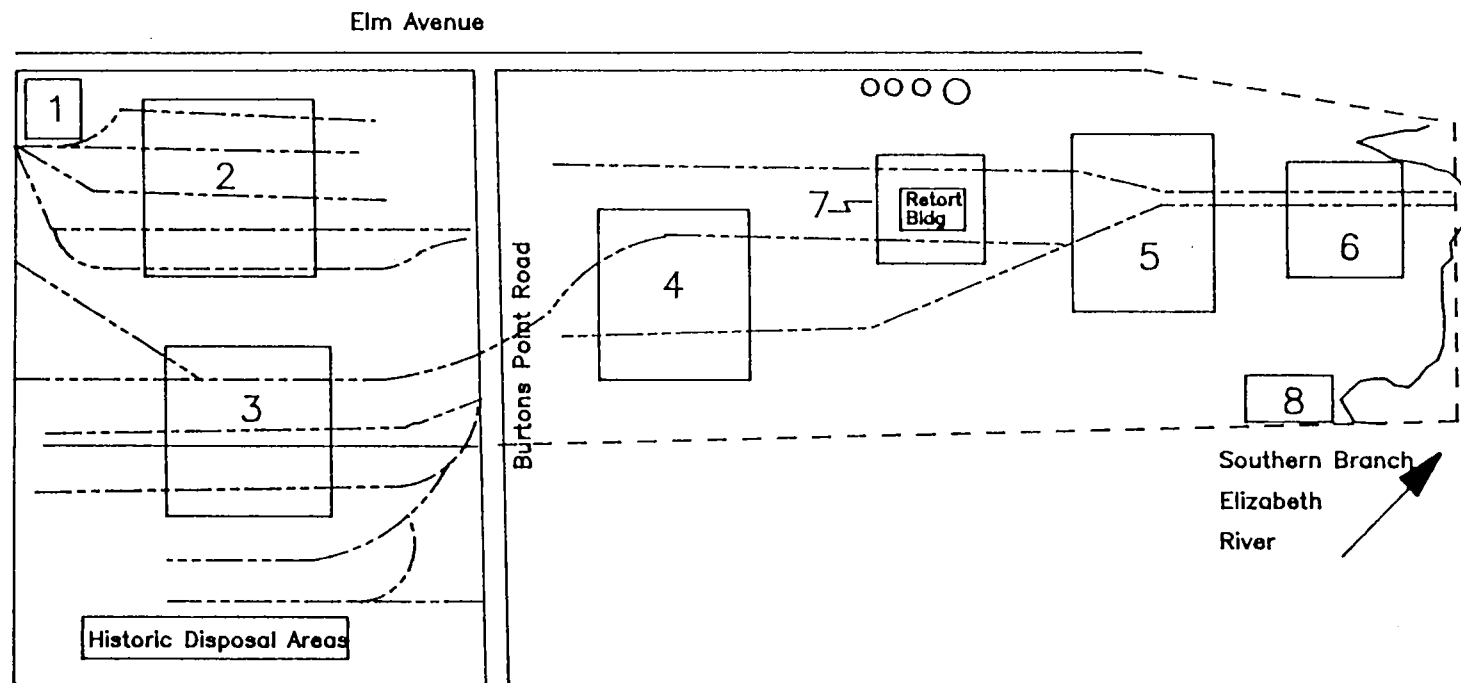 Elm Avenue
1
2
3
Historic Disposal Areas
Burtons Point Road
4
7
Retort
Bldg
5
6
8
Southern Branch
Elizabeth
River